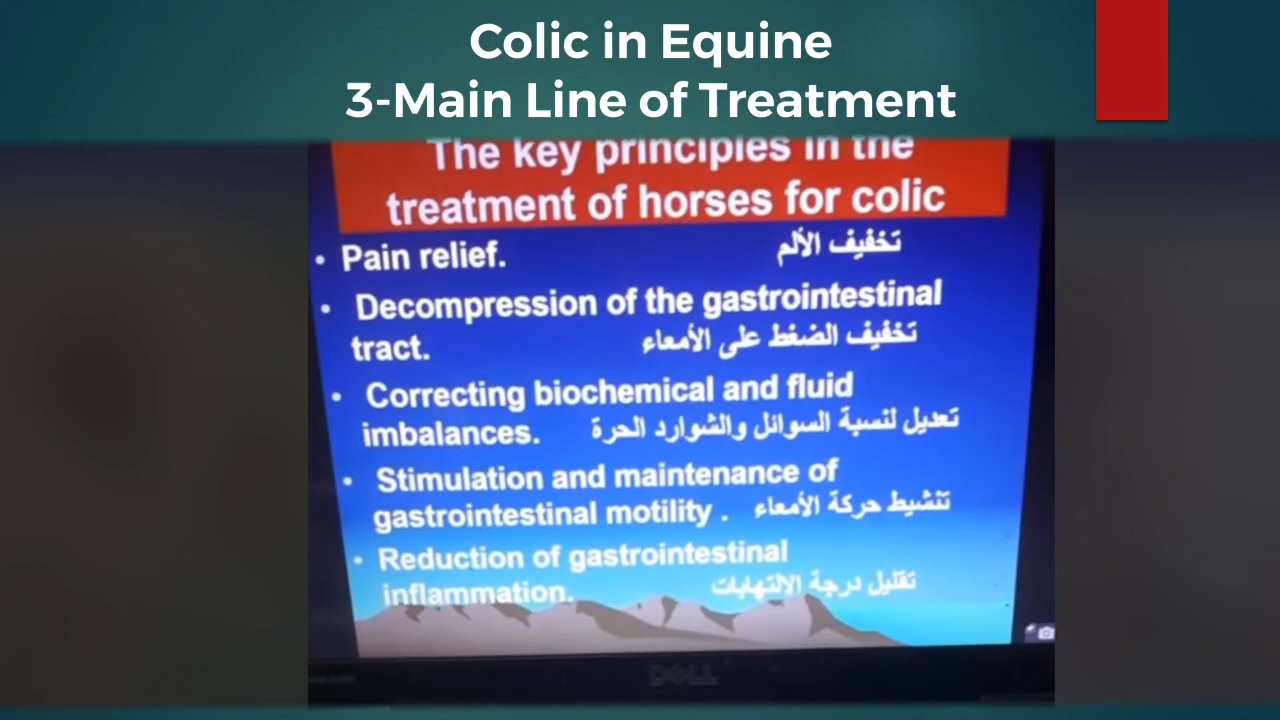 Colic in Equine
3-Main Line of Treatment
The key principles in the
treatment of horses for colic
• Pain relief. تخفيف الألم
• Decompression of the gastrointestinal
tract. تخفيف الضغط على الأمعاء
• Correcting biochemical and fluid
imbalances. تعديل لنسبة السوائل والشوارد الحرة
• Stimulation and maintenance of
gastrointestinal motility . تنشيط حركة الأمعاء
• Reduction of gastrointestinal
inflammation. تقليل درجة الالتهابات
DELL